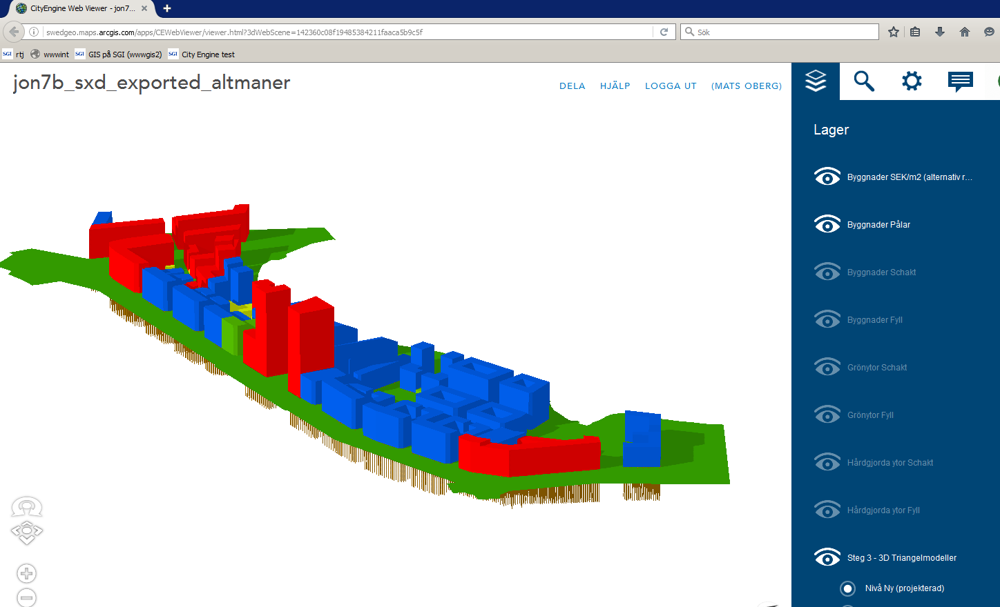 CityEngine Web Viewer - jon7...
swedgeo.maps.arcgis.com/apps/CEWebViewer/viewer.html?3dWebScene=142360c08f19485384211faaca5b9c5f
Sök
SGI rtj wwwint SGI GIS på SGI (wwwgis2) SGI City Engine test
jon7b_sxd_exported_altmaner
DELA HJÄLP LOGGA UT (MATS OBERG)
Lager
Byggnader SEK/m2 (alternativ r...
Byggnader Pålar
Byggnader Schakt
Byggnader Fyll
Grönytor Schakt
Grönytor Fyll
Hårdgjorda ytor Schakt
Hårdgjorda ytor Fyll
Steg 3 - 3D Triangelmodeller
Nivå Ny (projekterad)